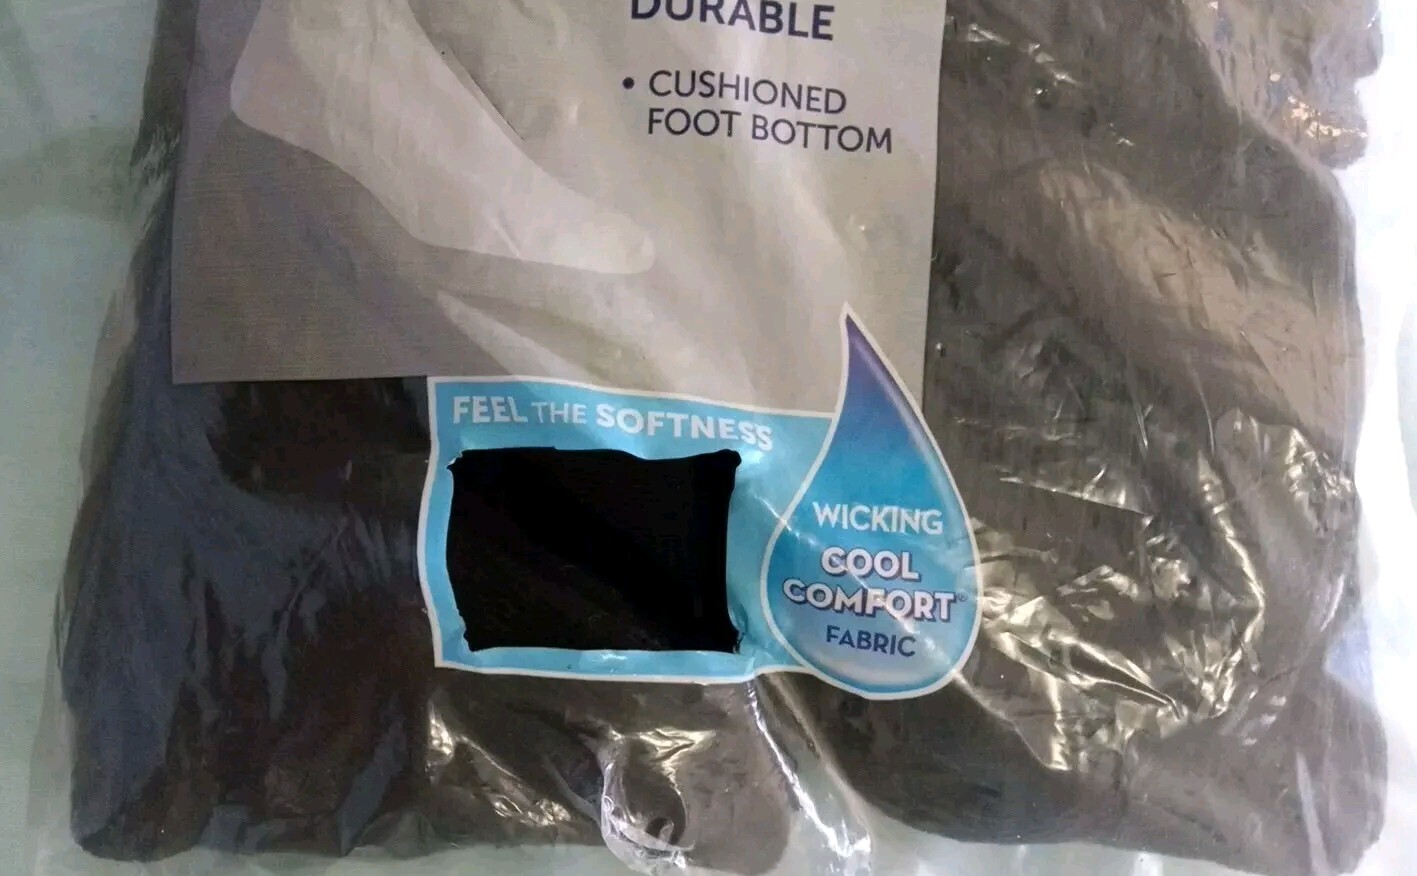 DURABLE
• CUSHIONED
FOOT BOTTOM
FEEL THE SOFTNESS
WICKING
COOL
COMFORT®
FABRIC